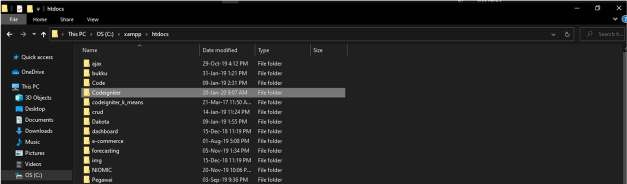 htdocs
File Home Share View
This PC > OS (C:) > xampp > htdocs
Search h
Name Date modified Type Size
Quick access
OneDrive
This PC
3D Objects
Desktop
Documents
Downloads
Music
Pictures
Videos
OS (C:)
ajax 29-Oct-19 4:12 PM File folder
bukku 11-Jan-19 1:21 PM File folder
Code 09-Jan-19 2:31 PM File folder
Codeigniter 20-Jan-20 8:07 AM File folder
codeigniter_k_means 21-Mar-17 11:50 A... File folder
crud 14-Jan-19 11:24 PM File folder
Dakota 09-Jan-19 1:55 PM File folder
dashboard 15-Dec-18 11:19 PM File folder
e-commerce 01-Aug-19 5:08 PM File folder
forecasting 05-Nov-19 1:34 PM File folder
img 15-Dec-18 11:19 PM File folder
NIOMIC 20-Nov-19 10:06 P... File folder
Pegawai 03-Sep-19 9:36 PM File folder